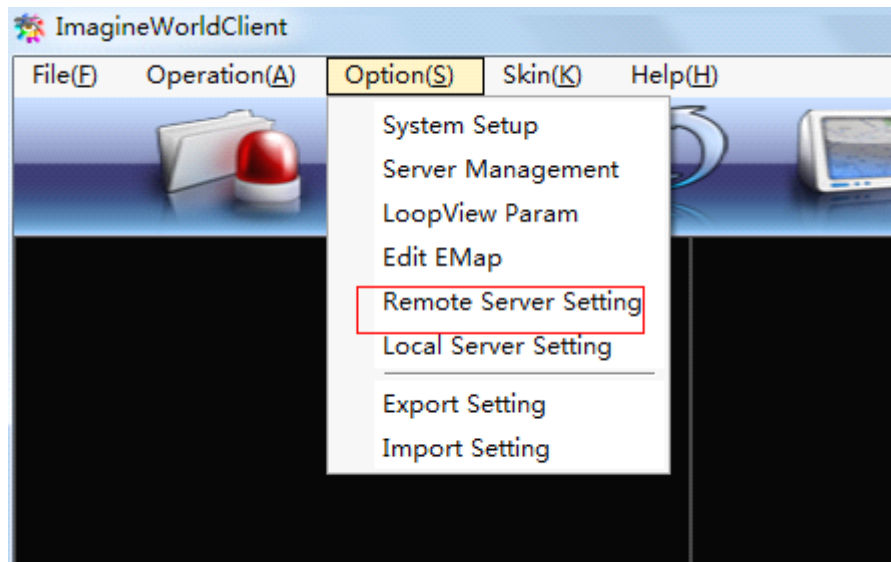 ImagineWorldClient
File(F) Operation(A) Option(S) Skin(K) Help(H)
System Setup
Server Management
LoopView Param
Edit EMap
Remote Server Setting
Local Server Setting
Export Setting
Import Setting